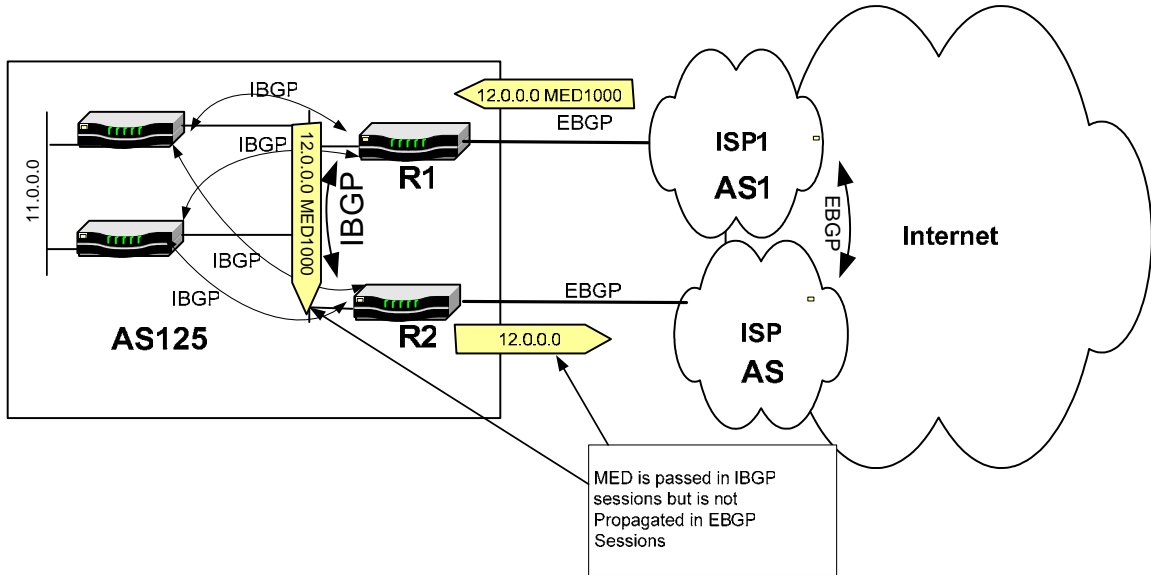 IBGP
12.0.0.0 MED1000
EBGP
ISP1
AS1
R1
IBGP
12.0.0.0 MED1000
IBGP
11.0.0.0
EBGP
Internet
IBGP
IBGP
EBGP
R2
AS125
12.0.0.0
ISP
AS
MED is passed in IBGP
sessions but is not
Propagated in EBGP
Sessions